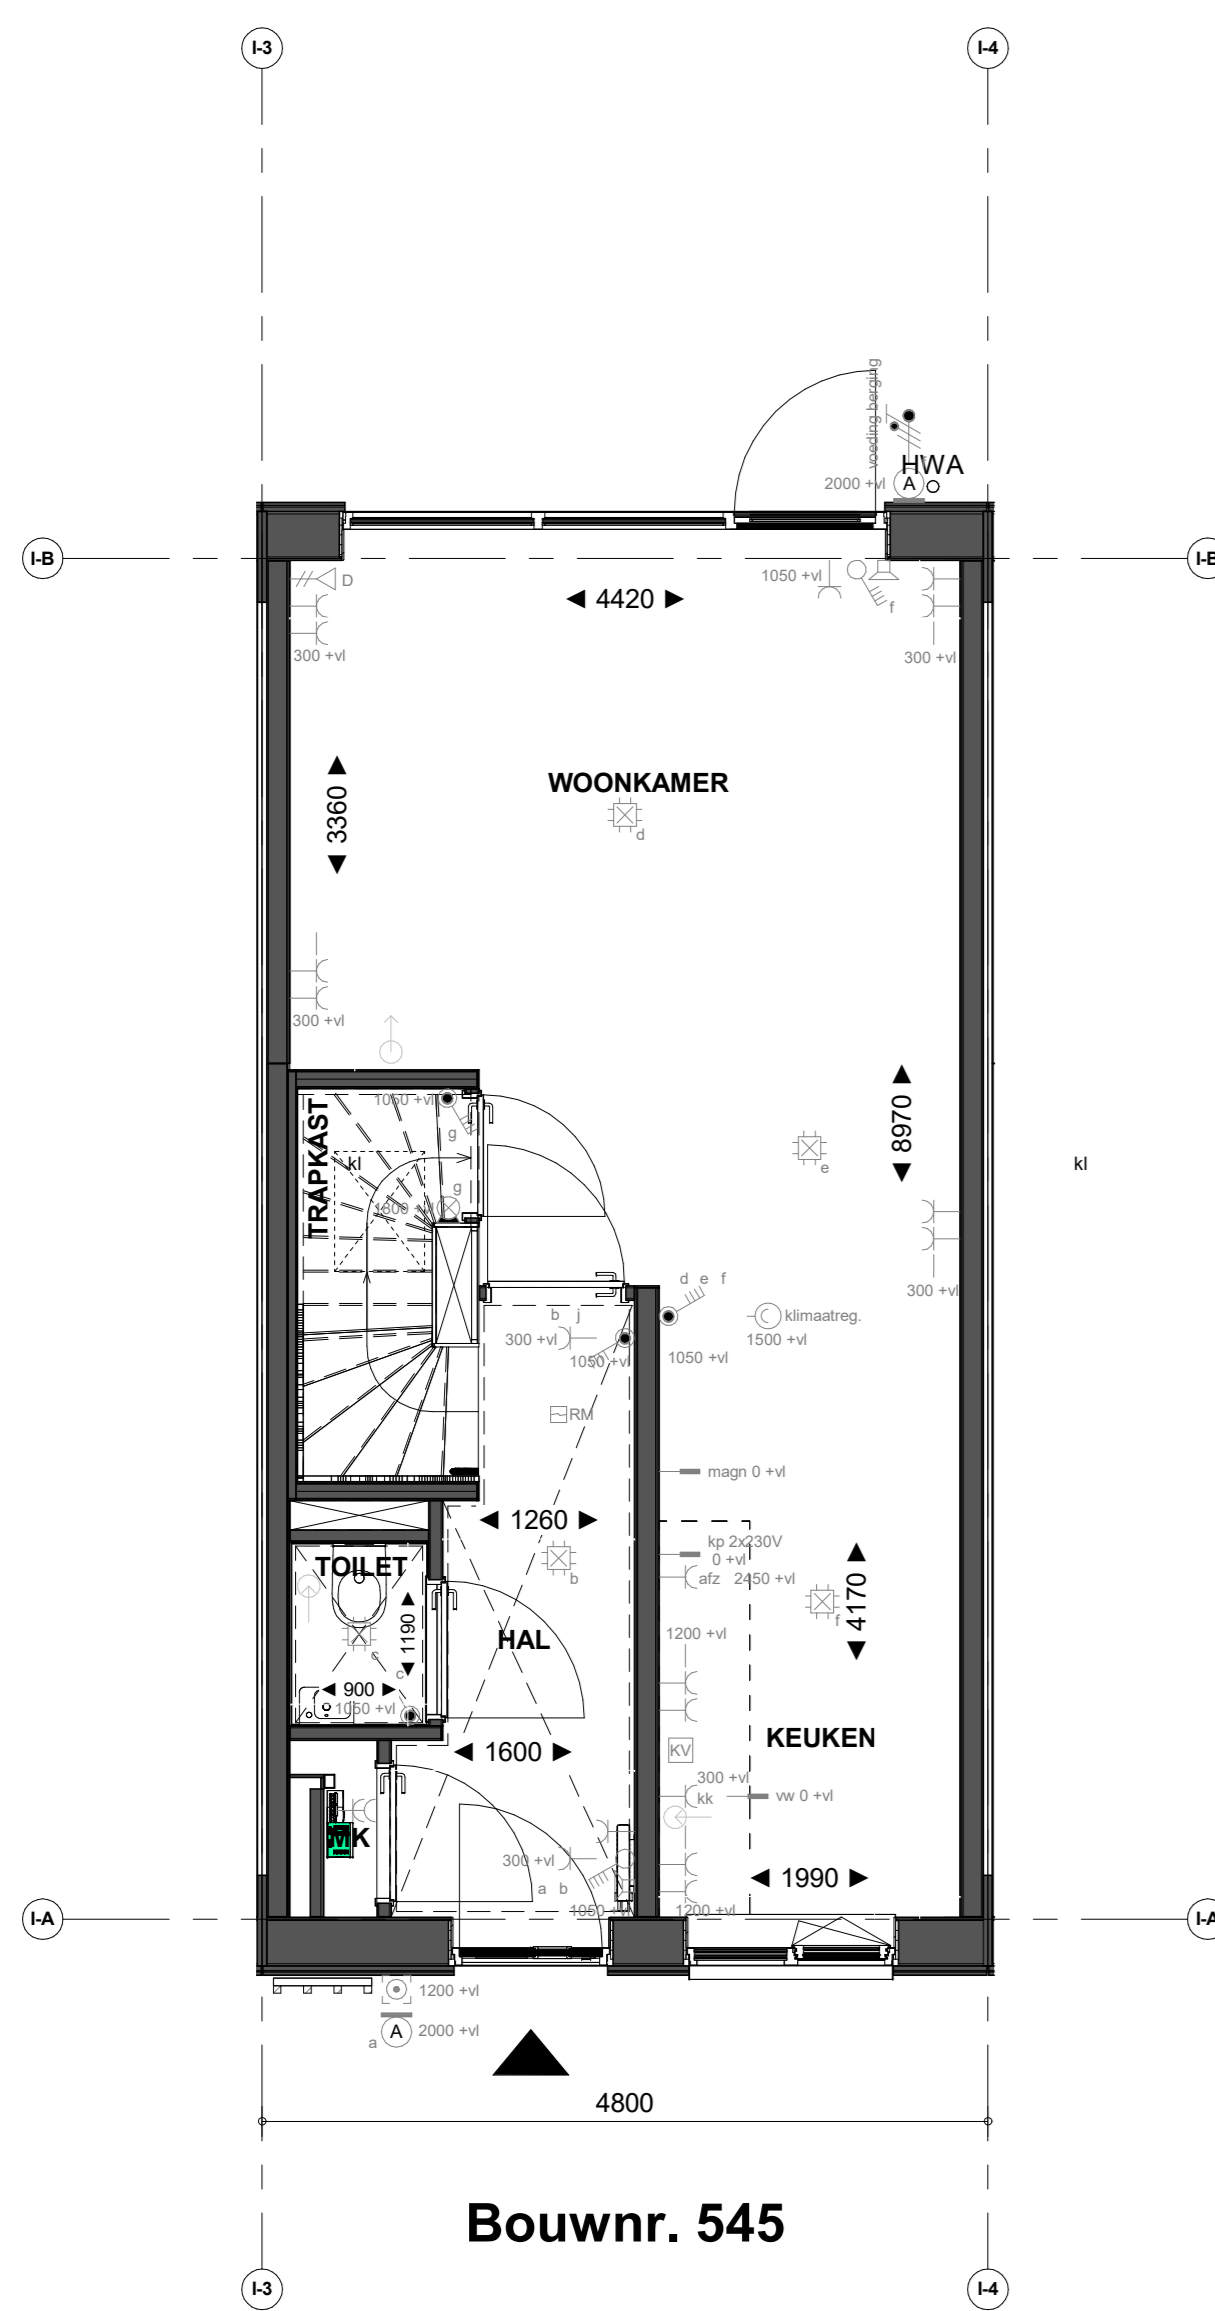 I-3
I-4
voeding berging
HWA
2000 +vl
A
I-B
I-B
D
1050 +vl
f
4420
300 +vl
300 +vl
WOONKAMER
d
3360
300 +vl
8970
1050 +vl
g
TRAPKAST
kl
kl
e
g
1800 +vl
300 +vl
d e f
b j
klimaatreg.
300 +vl
1500 +vl
1050 +vl
1050 +vl
RM
magn 0 +vl
1260
kp 2x230V
0 +vl
TOILET
b
afz 2450 +vl
4170
f
1190
HAL
1200 +vl
c
c
900
1050 +vl
KEUKEN
1600
KV
300 +vl
kk
vw 0 +vl
MK
300 +vl
a b
1990
1050 +vl
1200 +vl
I-A
I-A
1200 +vl
A
2000 +vl
a
4800
Bouwnr. 545
I-3
I-4